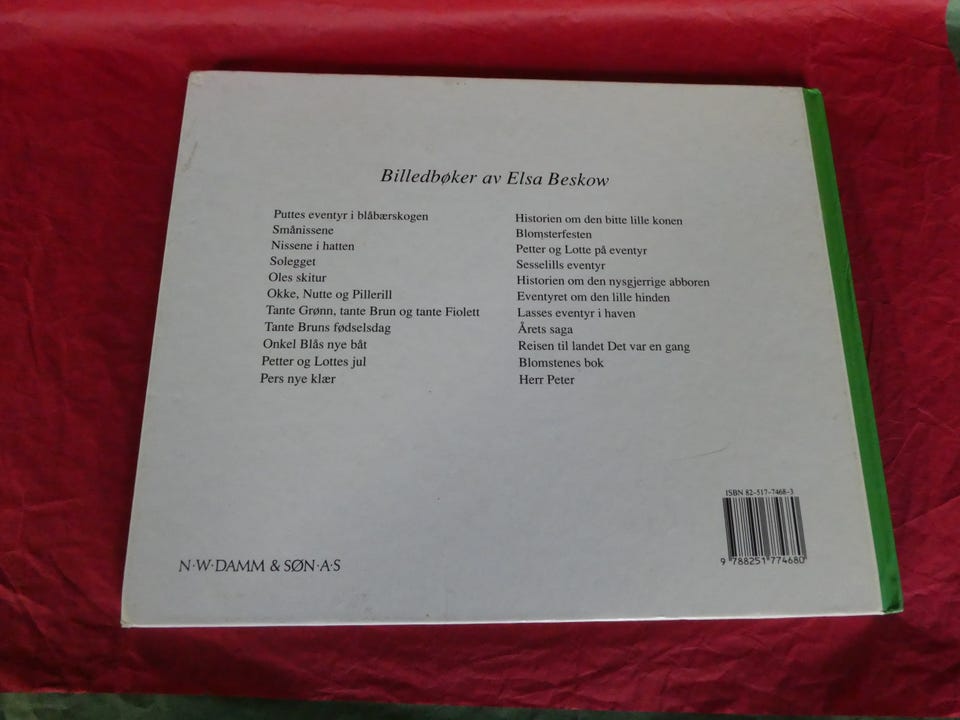 Billedbøker av Elsa Beskow
Puttes eventyr i blåbærskogen
Smånissene
Nissene i hatten
Solegget
Oles skitur
Okke, Nutte og Pillerill
Tante Grønn, tante Brun og tante Fiolett
Tante Bruns fødselsdag
Onkel Blås nye båt
Petter og Lottes jul
Pers nye klær
Historien om den bitte lille konen
Blomsterfesten
Petter og Lotte på eventyr
Sesselills eventyr
Historien om den nysgjerrige abboren
Eventyret om den lille hinden
Lasses eventyr i haven
Årets saga
Reisen til landet Det var en gang
Blomstenes bok
Herr Peter
ISBN 82-517-7468-3
9 788251 774680
N·W·DAMM & SØN·A·S